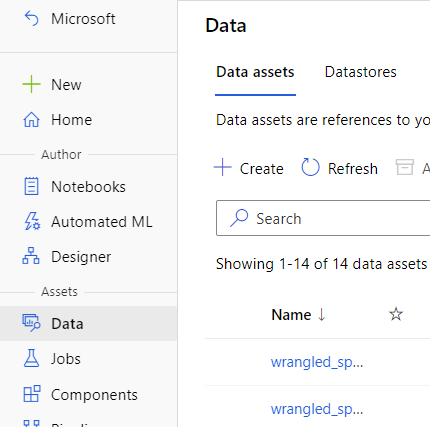 Microsoft
New
Home
Author
Notebooks
Automated ML
Designer
Assets
Data
Jobs
Components
Data
Data assets
Datastores
Data assets are references to yo
Create
Refresh
A
Search
Showing 1-14 of 14 data assets
Name ↓
wrangled_sp...
wrangled_sp...